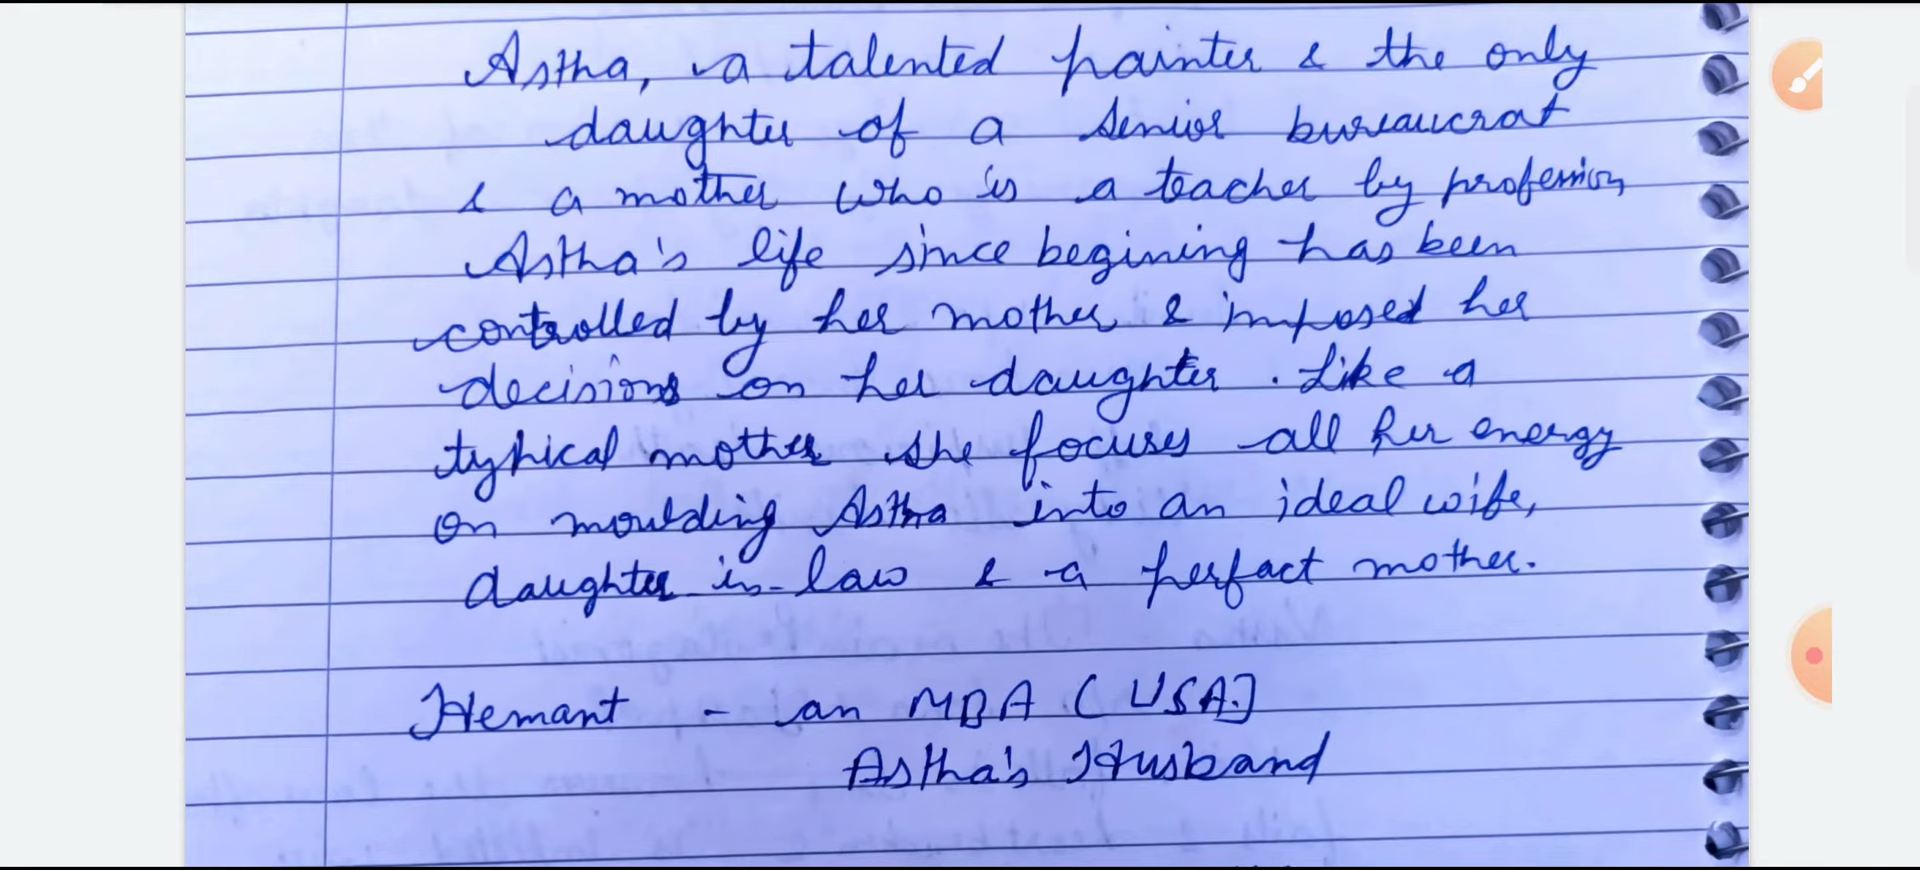 Astha, a talented painter & the only
daughter of a senior bureaucrat
& a mother who is a teacher by profession,
Astha's life since begining has been
controlled by her mother & imposed her
decisions on her daughter. Like a
typical mother she focuses all her energy
on moulding Astha into an ideal wife,
daughter in-law & a perfect mother.
Hemant - an MBA (USA.]
Astha's Husband